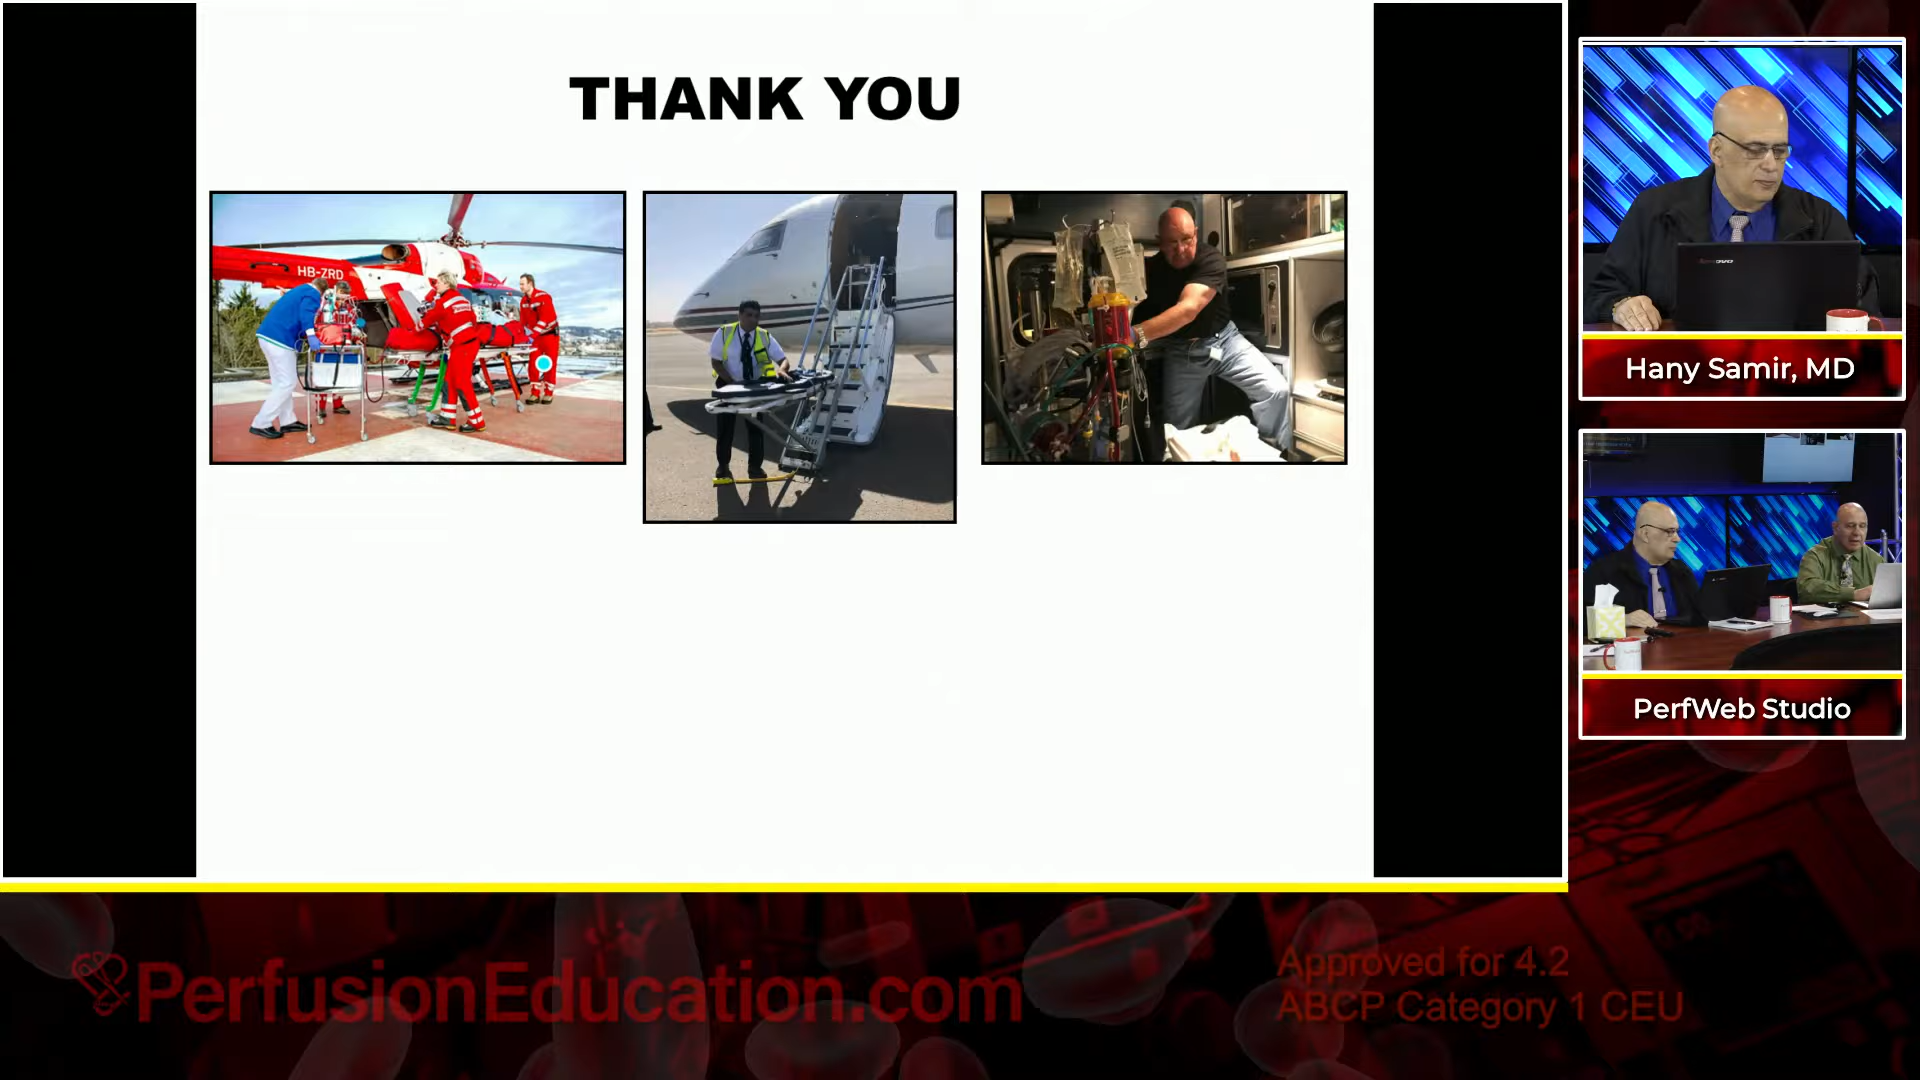 THANK YOU
HB-ZRD
Hany Samir, MD
PerfWeb Studio
PerfusionEducation.com
Approved for 4.2
ABCP Category 1 CEU